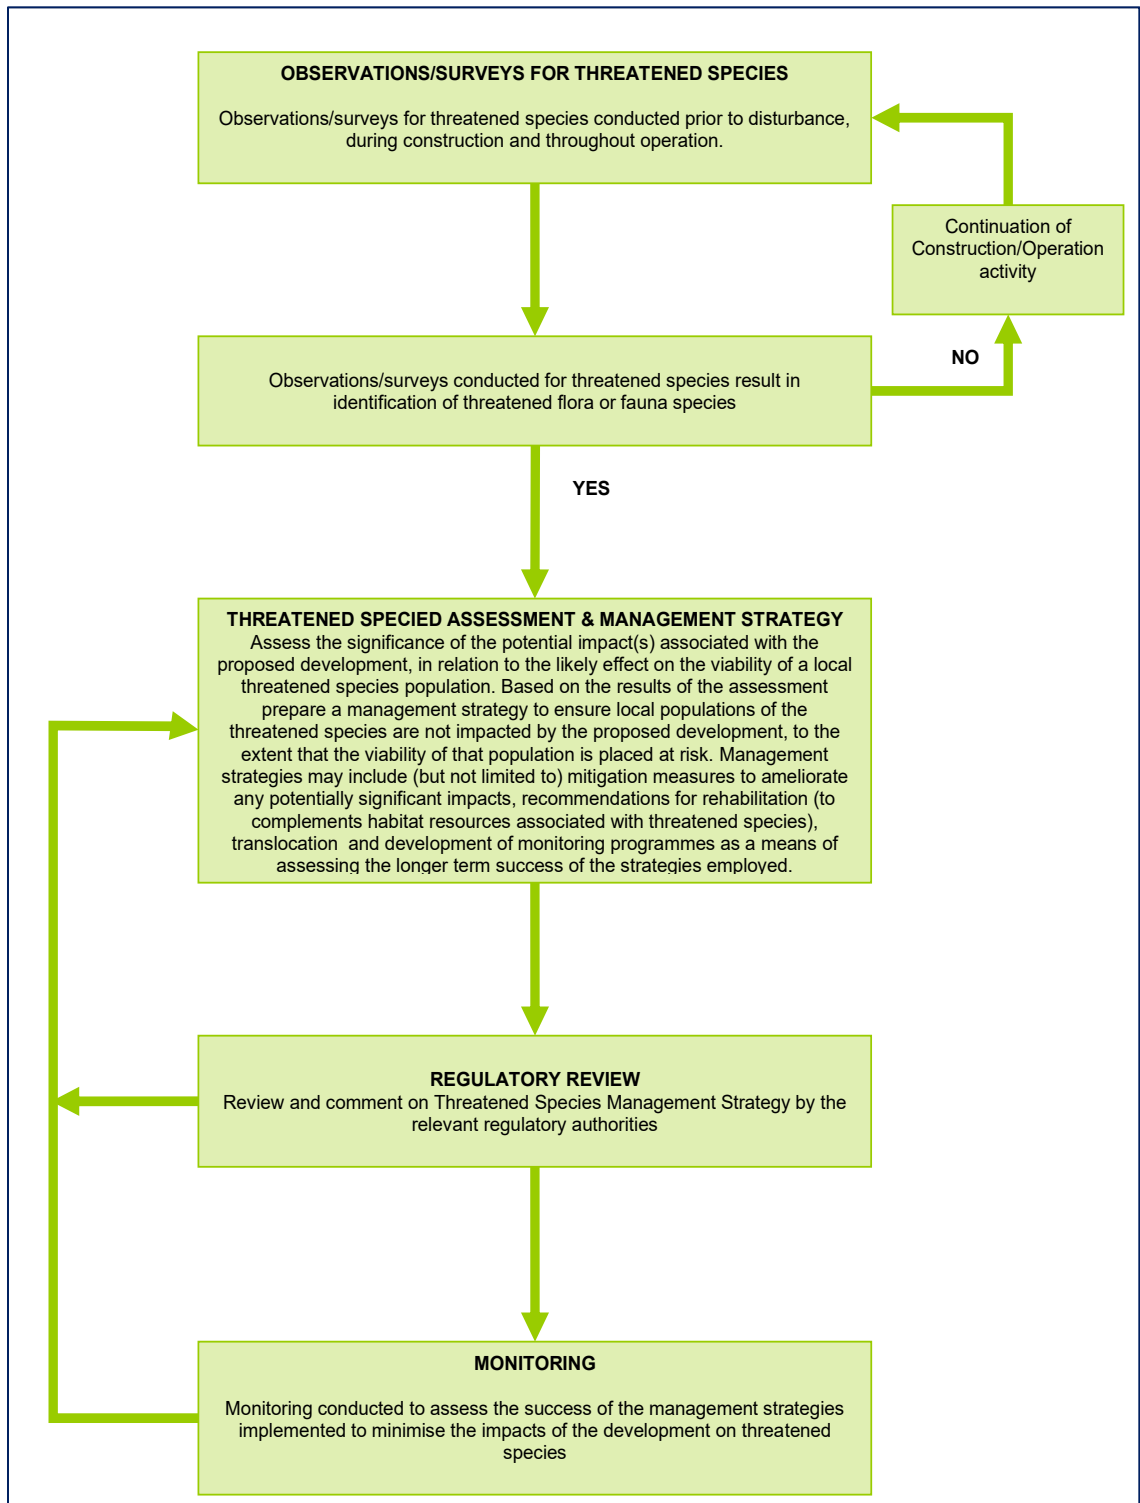 OBSERVATIONS/SURVEYS FOR THREATENED SPECIES
Observations/surveys for threatened species conducted prior to disturbance,
during construction and throughout operation.
Continuation of
Construction/Operation
activity
NO
Observations/surveys conducted for threatened species result in
identification of threatened flora or fauna species
YES
THREATENED SPECIED ASSESSMENT & MANAGEMENT STRATEGY
Assess the significance of the potential impact(s) associated with the
proposed development, in relation to the likely effect on the viability of a local
threatened species population. Based on the results of the assessment
prepare a management strategy to ensure local populations of the
threatened species are not impacted by the proposed development, to the
extent that the viability of that population is placed at risk. Management
strategies may include (but not limited to) mitigation measures to ameliorate
any potentially significant impacts, recommendations for rehabilitation (to
complements habitat resources associated with threatened species),
translocation and development of monitoring programmes as a means of
assessing the longer term success of the strategies employed.
REGULATORY REVIEW
Review and comment on Threatened Species Management Strategy by the
relevant regulatory authorities
MONITORING
Monitoring conducted to assess the success of the management strategies
implemented to minimise the impacts of the development on threatened
species